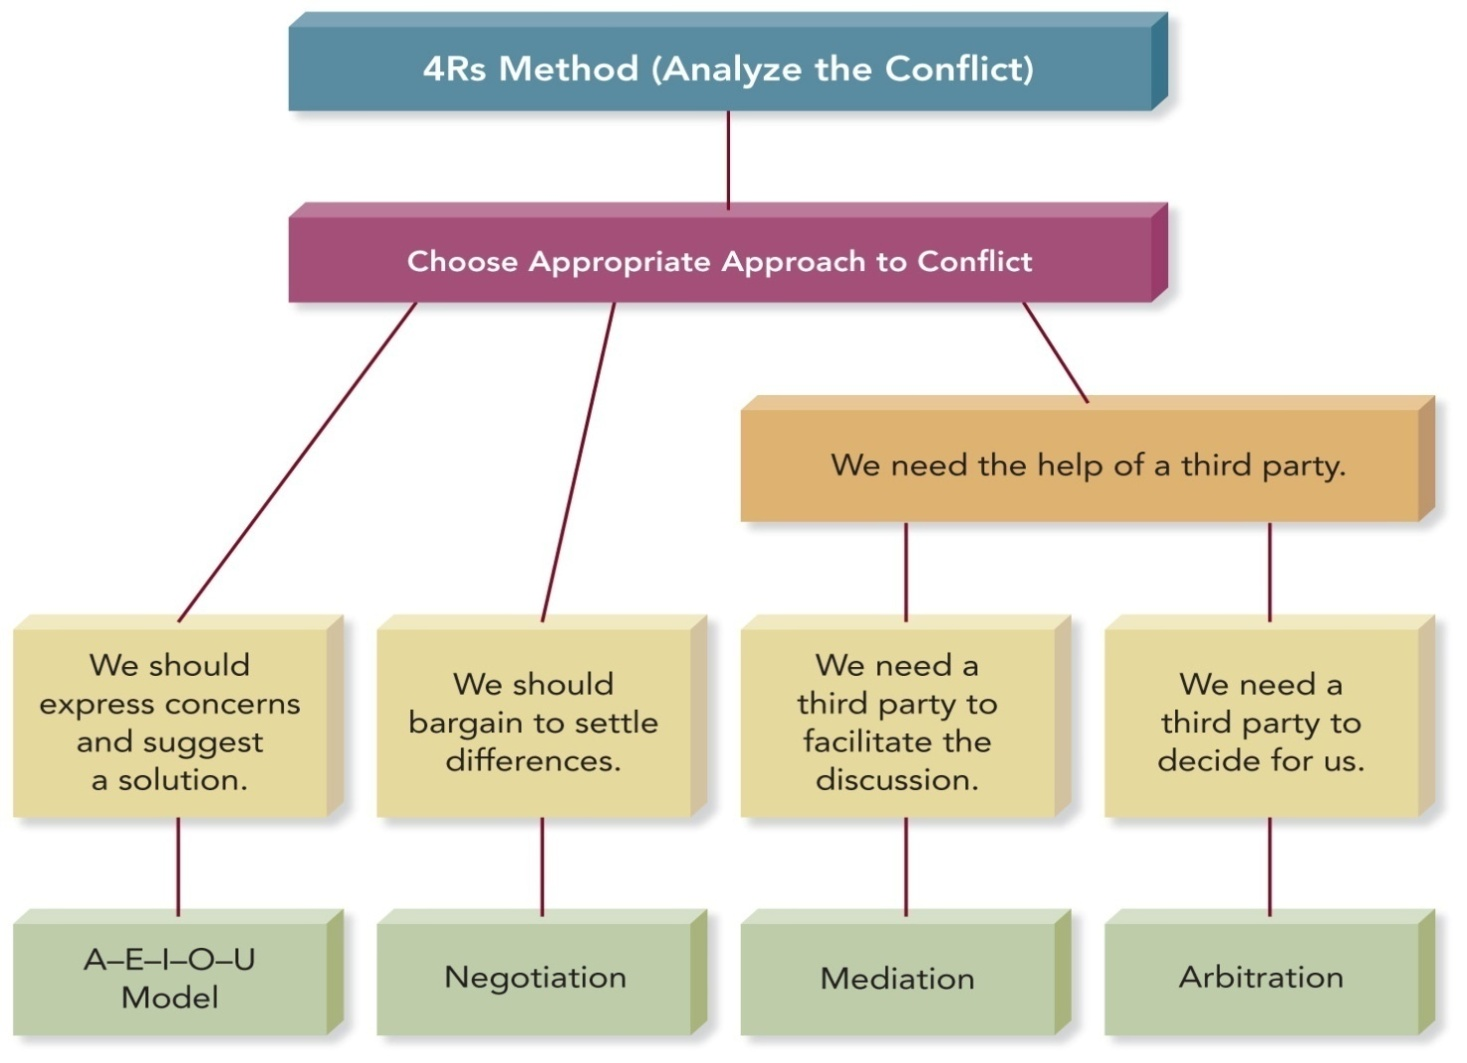 4Rs Method (Analyze the Conflict)
Choose Appropriate Approach to Conflict
We need the help of a third party.
We should
express concerns
and suggest
a solution.
We should
bargain to settle
differences.
We need a
third party to
facilitate the
discussion.
We need a
third party to
decide for us.
A–E–I–O–U
Model
Negotiation
Mediation
Arbitration